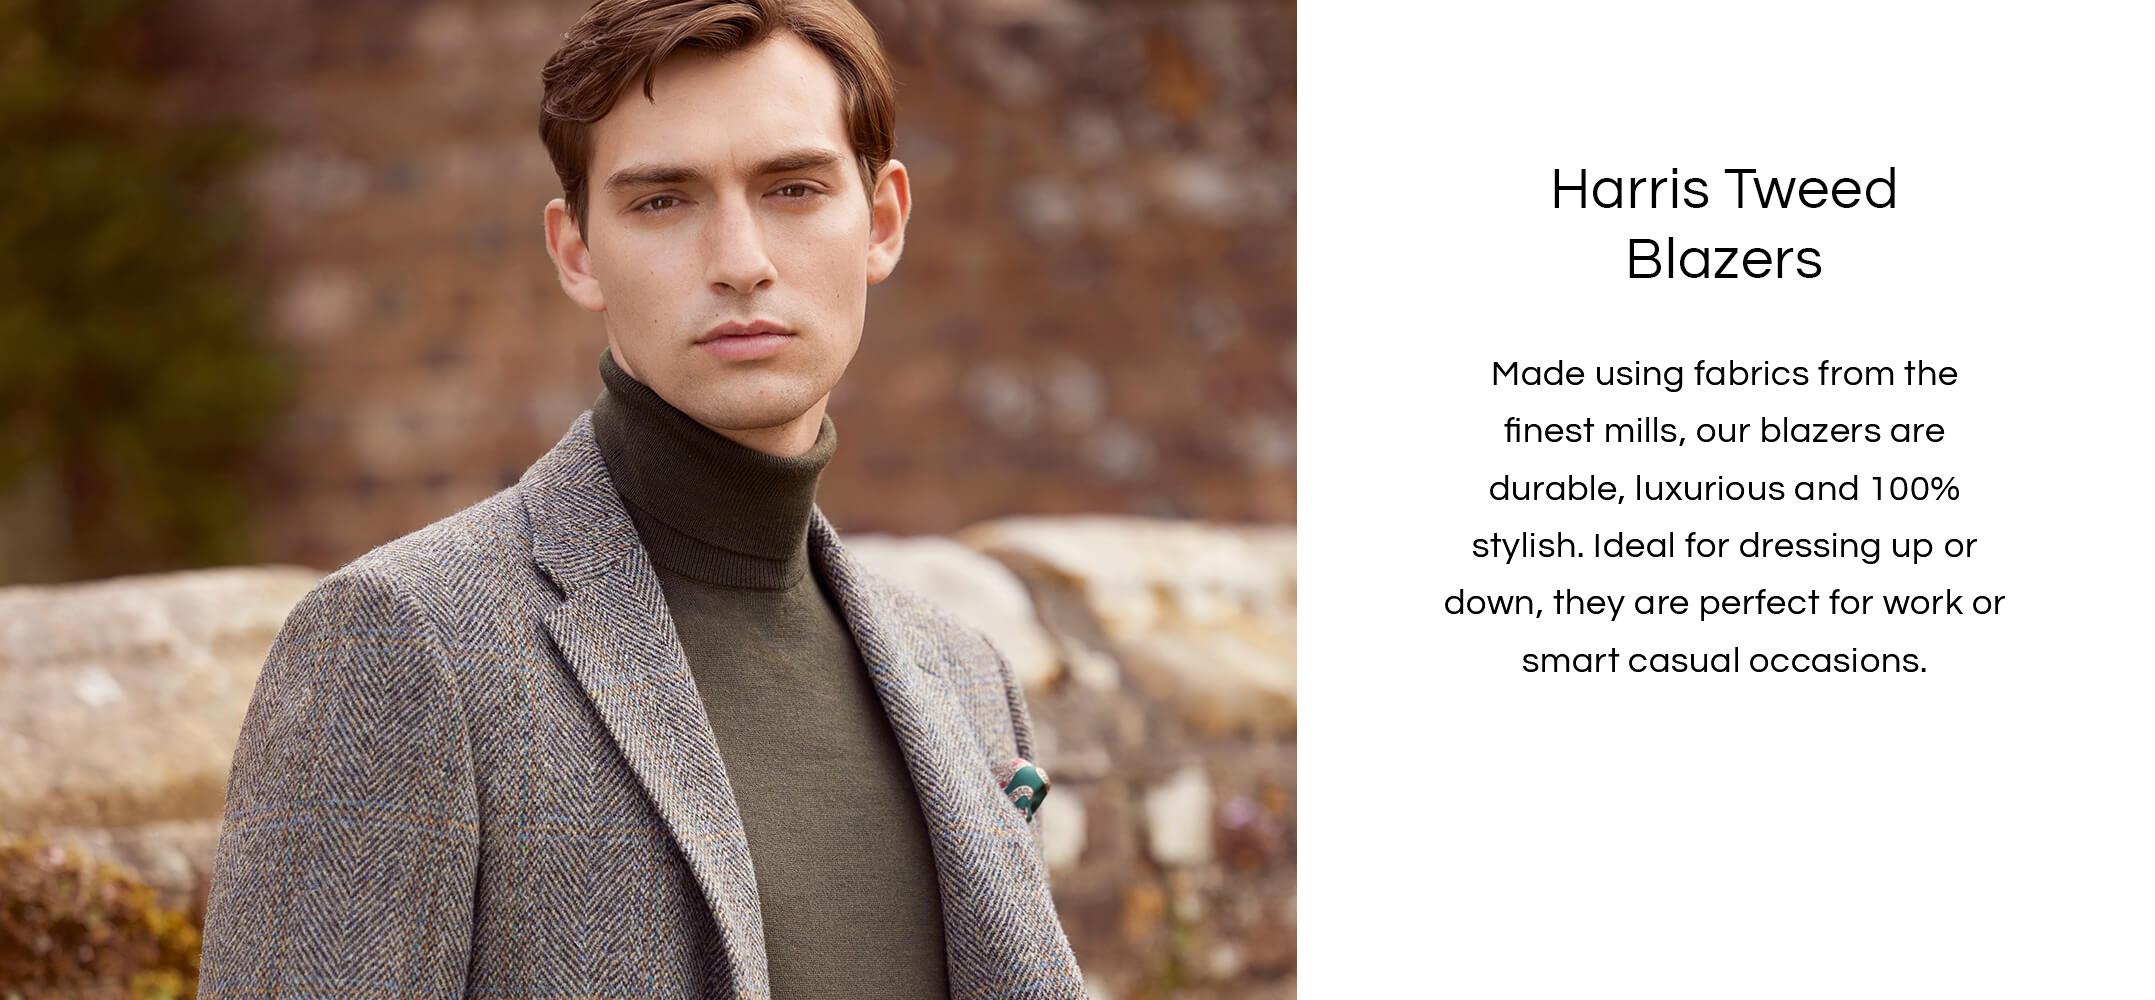 Harris Tweed
Blazers
Made using fabrics from the
finest mills, our blazers are
durable, luxurious and 100%
stylish. Ideal for dressing up or
down, they are perfect for work or
smart casual occasions.